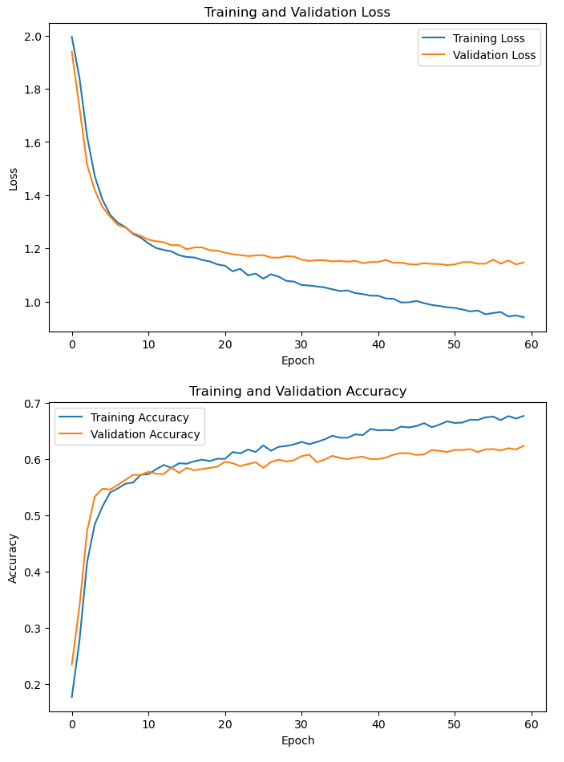 Training and Validation Loss
Training Loss
Validation Loss
2.0
1.8
1.6
1.4
1.2
1.0
Loss
0 10 20 30 40 50 60
Epoch
Training and Validation Accuracy
Training Accuracy
Validation Accuracy
0.7
0.6
0.5
0.4
0.3
0.2
Accuracy
0 10 20 30 40 50 60
Epoch